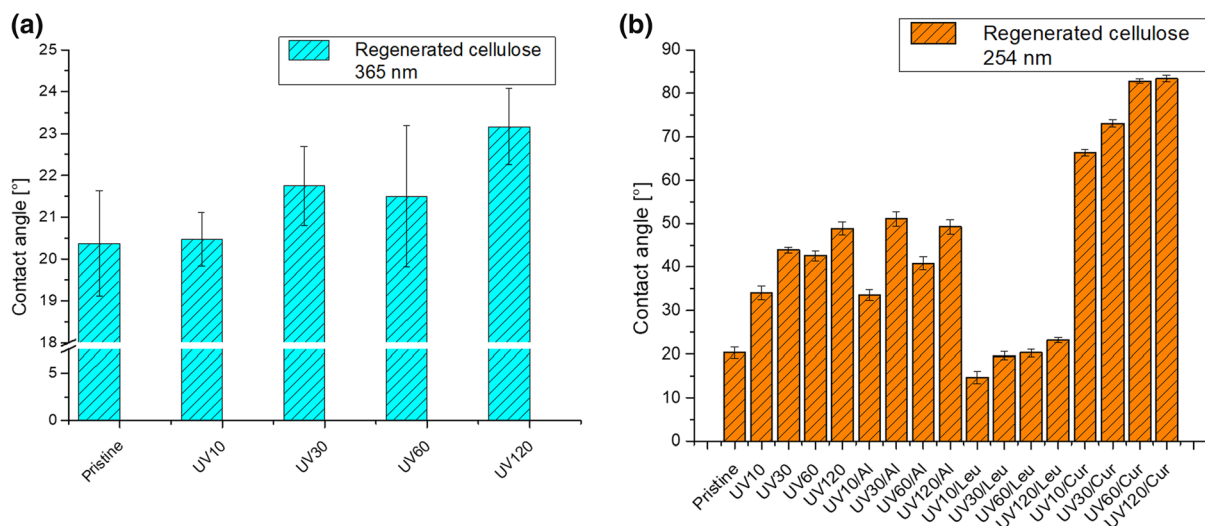 (a)
Regenerated cellulose
365 nm
Contact angle [°]
25
24
23
22
21
20
19
18
5
0
Pristine
UV10
UV30
UV60
UV120
(b)
Regenerated cellulose
254 nm
Contact angle [°]
90
80
70
60
50
40
30
20
10
0
Pristine
UV10
UV30
UV60
UV120
UV10/Al
UV30/Al
UV60/Al
UV120/Al
UV10/Leu
UV30/Leu
UV60/Leu
UV120/Leu
UV10/Cur
UV30/Cur
UV60/Cur
UV120/Cur